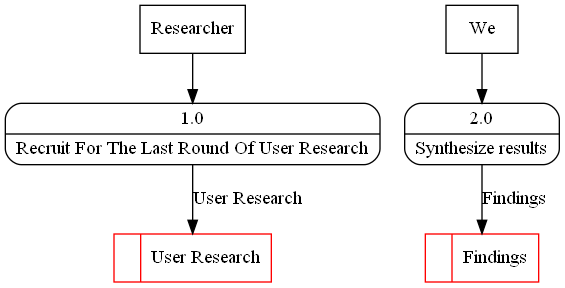 Researcher
We
1.0
Recruit For The Last Round Of User Research
2.0
Synthesize results
User Research
Findings
User Research
Findings